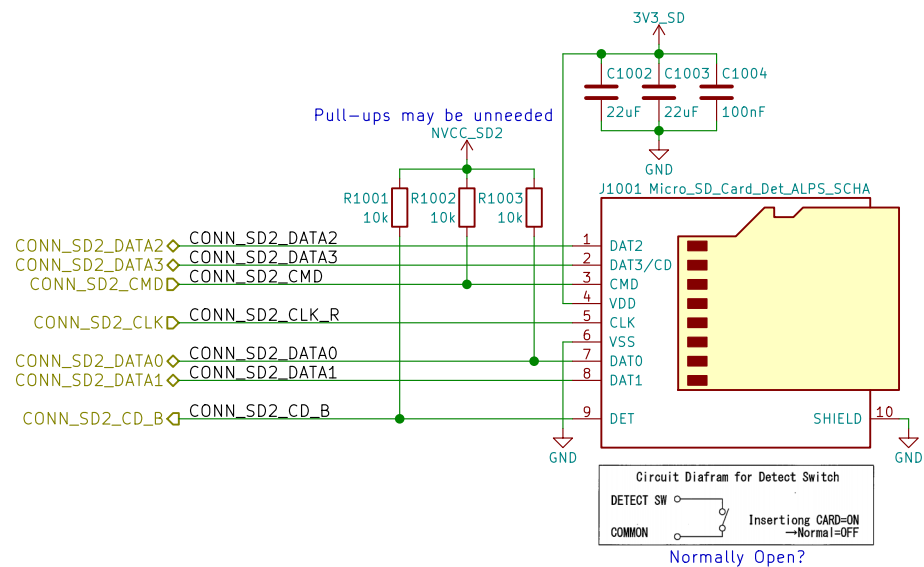 3V3_SD
C1002
C1003
C1004
22uF
22uF
100nF
GND
Pull-ups may be unneeded
NVCC_SD2
R1001
10k
R1002
10k
R1003
10k
J1001 Micro_SD_Card_Det_ALPS_SCHA
CONN_SD2_DATA2 CONN_SD2_DATA2 1 DAT2
CONN_SD2_DATA3 CONN_SD2_DATA3 2 DAT3/CD
CONN_SD2_CMD CONN_SD2_CMD 3 CMD
4 VDD
CONN_SD2_CLK CONN_SD2_CLK_R 5 CLK
6 VSS
CONN_SD2_DATA0 CONN_SD2_DATA0 7 DAT0
CONN_SD2_DATA1 CONN_SD2_DATA1 8 DAT1
CONN_SD2_CD_B CONN_SD2_CD_B 9 DET
SHIELD 10
GND
GND
Circuit Diafram for Detect Switch
DETECT SW
COMMON
Insertiong CARD=ON
→Normal=OFF
Normally Open?